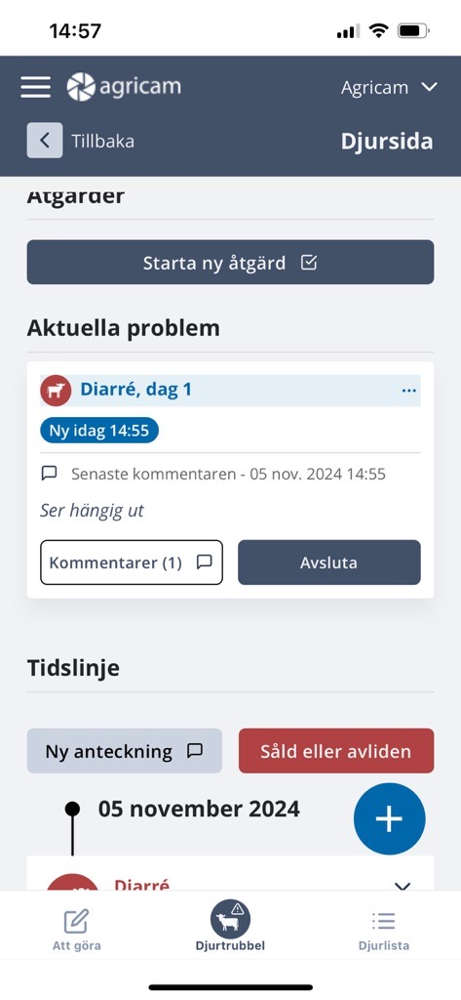 14:57
agricam
Agricam
Tillbaka
Djursida
Åtgärder
Starta ny åtgärd
Aktuella problem
Diarré, dag 1
...
Ny idag 14:55
Senaste kommentaren - 05 nov. 2024 14:55
Ser hängig ut
Kommentarer (1)
Avsluta
Tidslinje
Ny anteckning
Såld eller avliden
05 november 2024
Diarré
Att göra
Djurtrubbel
Djurlista